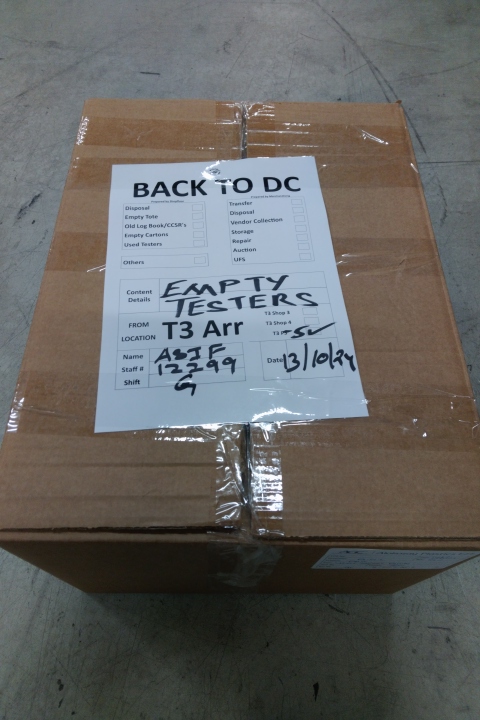 BACK TO DC
Disposal
Empty Tote
Old Log Book/CCSR's
Empty Cartons
Used Testers
Others
Transfer
Disposal
Vendor Collection
Storage
Repair
Auction
UFS
Content Details
EMPTY
TESTERS
FROM
LOCATION
T3 Arr
T3 Shop 3
T3 Shop 4
Name ASIF
Staff # 12299
Shift G
Date 13/10/24